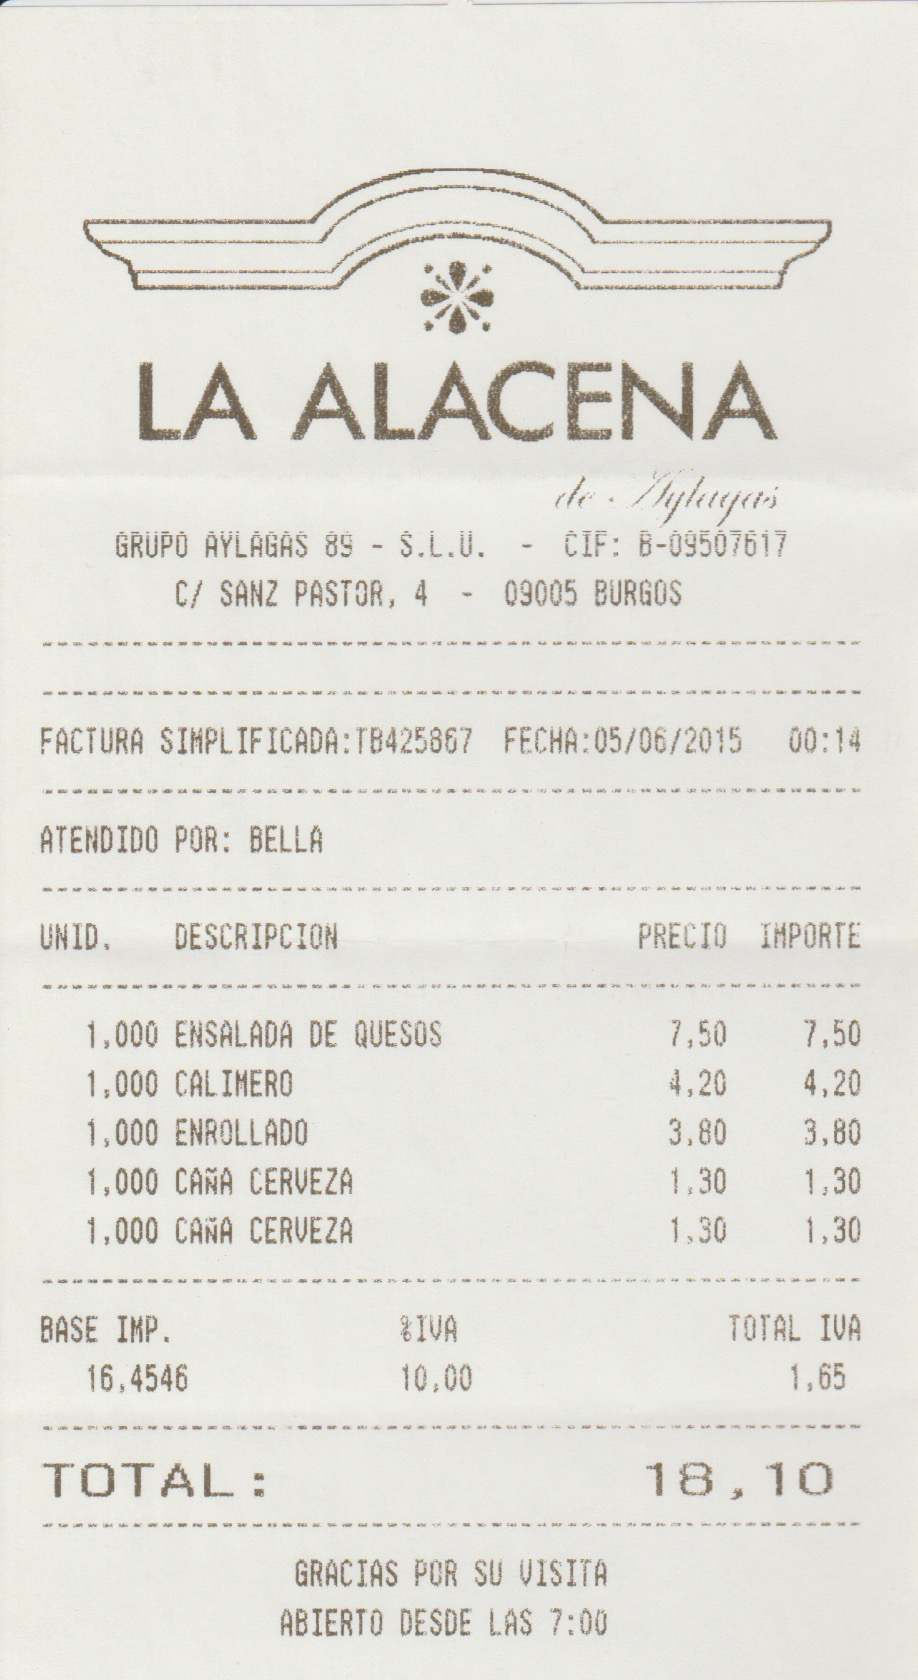 LA ALACENA
de Aylagas
GRUPO AYLAGAS 89 - S.L.U. - CIF: B-09507617
C/ SANZ PASTOR, 4 - 09005 BURGOS
FACTURA SIMPLIFICADA:TB425867 FECHA:05/06/2015 00:14
ATENDIDO POR: BELLA
UNID. DESCRIPCION PRECIO IMPORTE
1,000 ENSALADA DE QUESOS 7,50 7,50
1,000 CALIMERO 4,20 4,20
1,000 ENROLLADO 3,80 3,80
1,000 CAÑA CERVEZA 1,30 1,30
1,000 CAÑA CERVEZA 1,30 1,30
BASE IMP. %IVA TOTAL IVA
16,4546 10,00 1,65
TOTAL: 18,10
GRACIAS POR SU VISITA
ABIERTO DESDE LAS 7:00